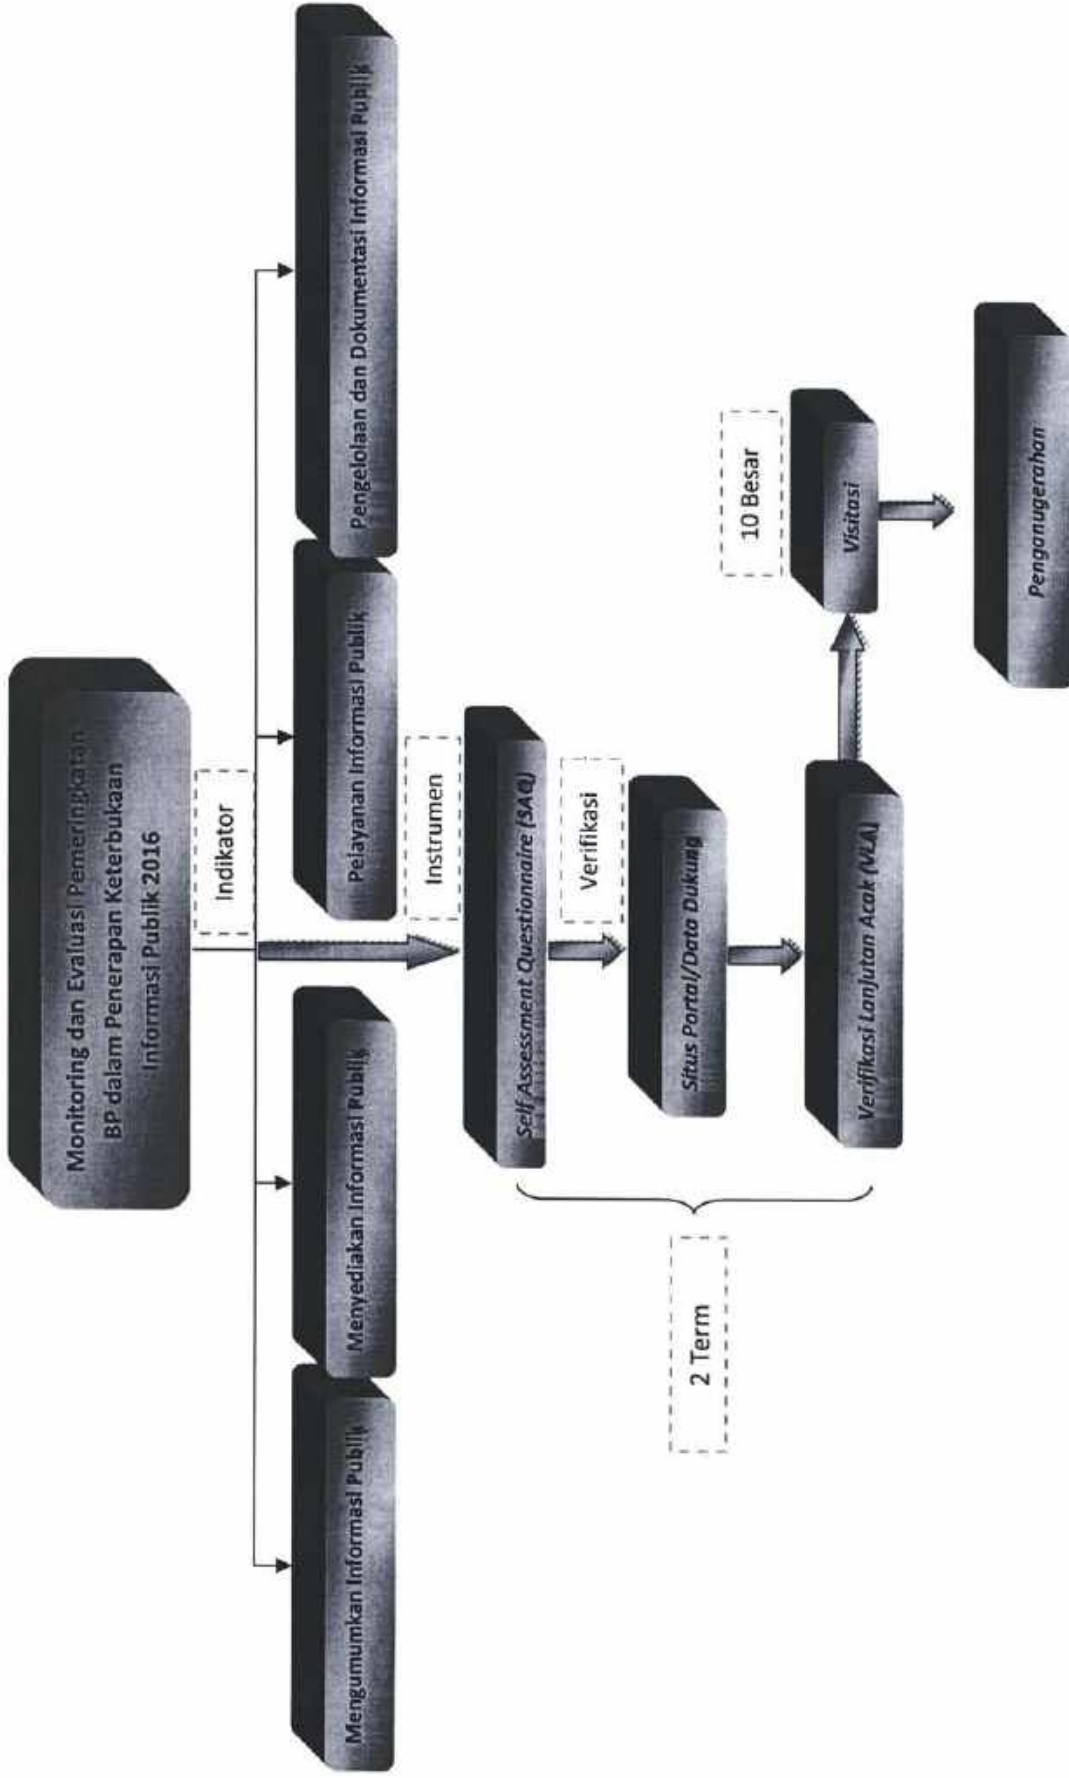 Monitoring dan Evaluasi Pemeringkatan
BP dalam Penerapan Keterbukaan
Informasi Publik 2016
Indikator
Mengumumkan Informasi Publik
Menyediakan Informasi Publik
Pelayanan Informasi Publik
Pengelolaan dan Dokumentasi Informasi Publik
Instrumen
Self Assessment Questionnaire (SAQ)
Verifikasi
Situs Portal/Data Dukung
2 Term
Verifikasi Lanjutan Acak (VLA)
10 Besar
Visitasi
Penganugerahan